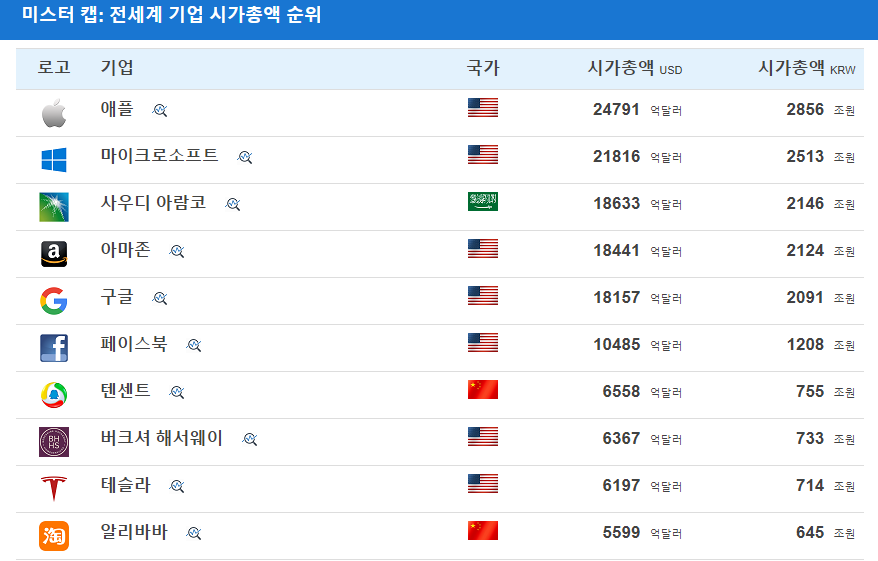 미스터 캡: 전세계 기업 시가총액 순위
로고 기업 국가 시가총액 USD 시가총액 KRW
애플 24791 억달러 2856 조원
마이크로소프트 21816 억달러 2513 조원
사우디 아람코 18633 억달러 2146 조원
a 아마존 18441 억달러 2124 조원
G 구글 18157 억달러 2091 조원
f 페이스북 10485 억달러 1208 조원
텐센트 6558 억달러 755 조원
BH HS 버크셔 해서웨이 6367 억달러 733 조원
테슬라 6197 억달러 714 조원
淘 알리바바 5599 억달러 645 조원